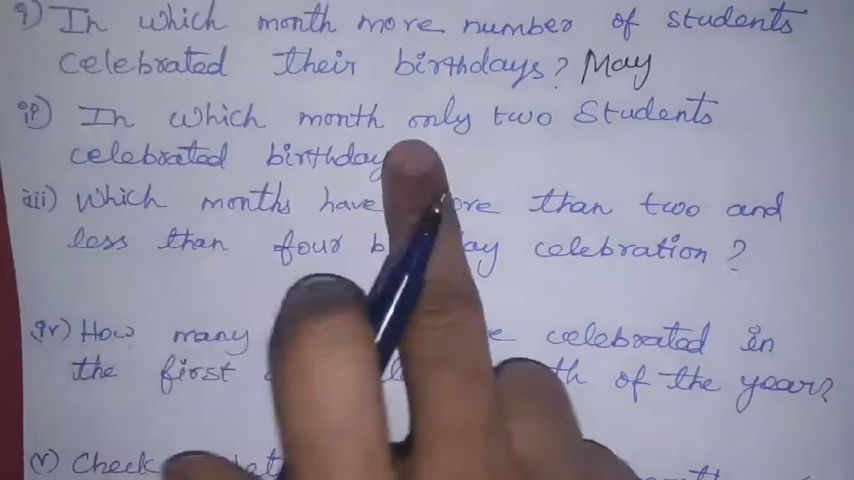 i) In which month more number of students
celebrated their birthdays? May
ii) In which month only two students
celebrated birthday
iii) Which months have more than two and
less than four celebration?
iv) How many celebrated in
the first of the year?
(v) Check